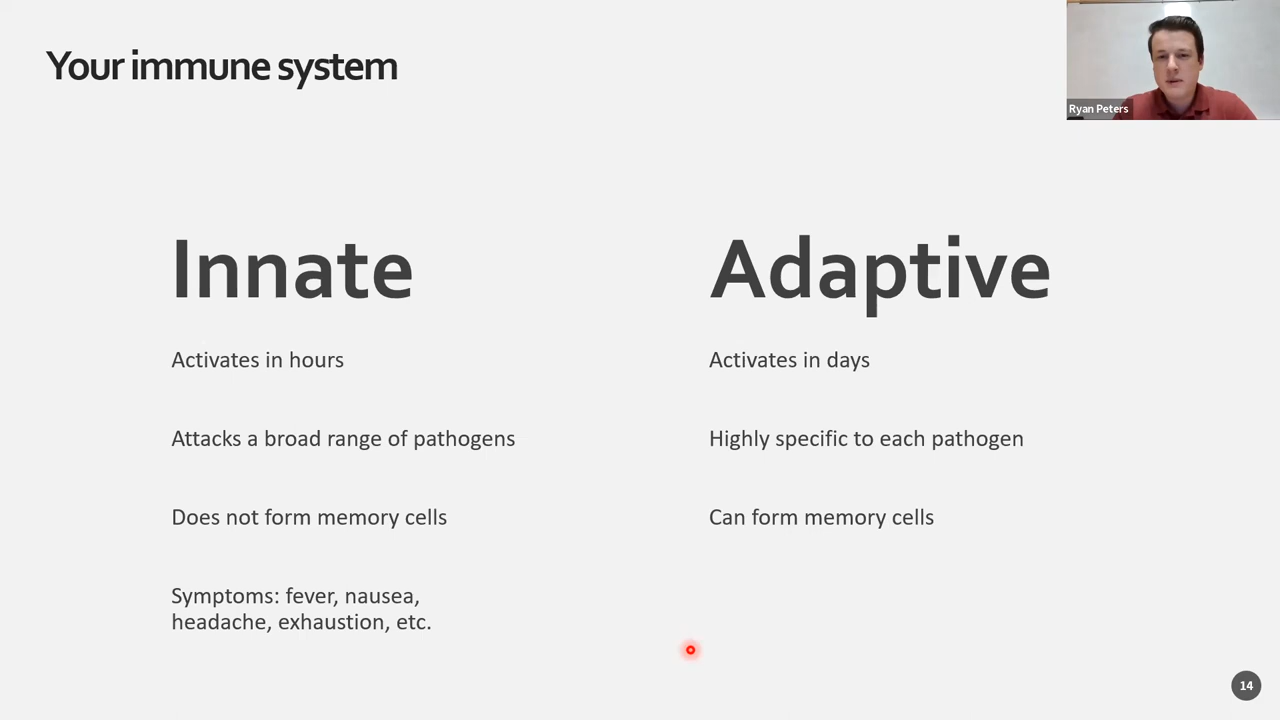 Your immune system
Ryan Peters
Innate
Activates in hours
Attacks a broad range of pathogens
Does not form memory cells
Symptoms: fever, nausea,
headache, exhaustion, etc.
Adaptive
Activates in days
Highly specific to each pathogen
Can form memory cells
14